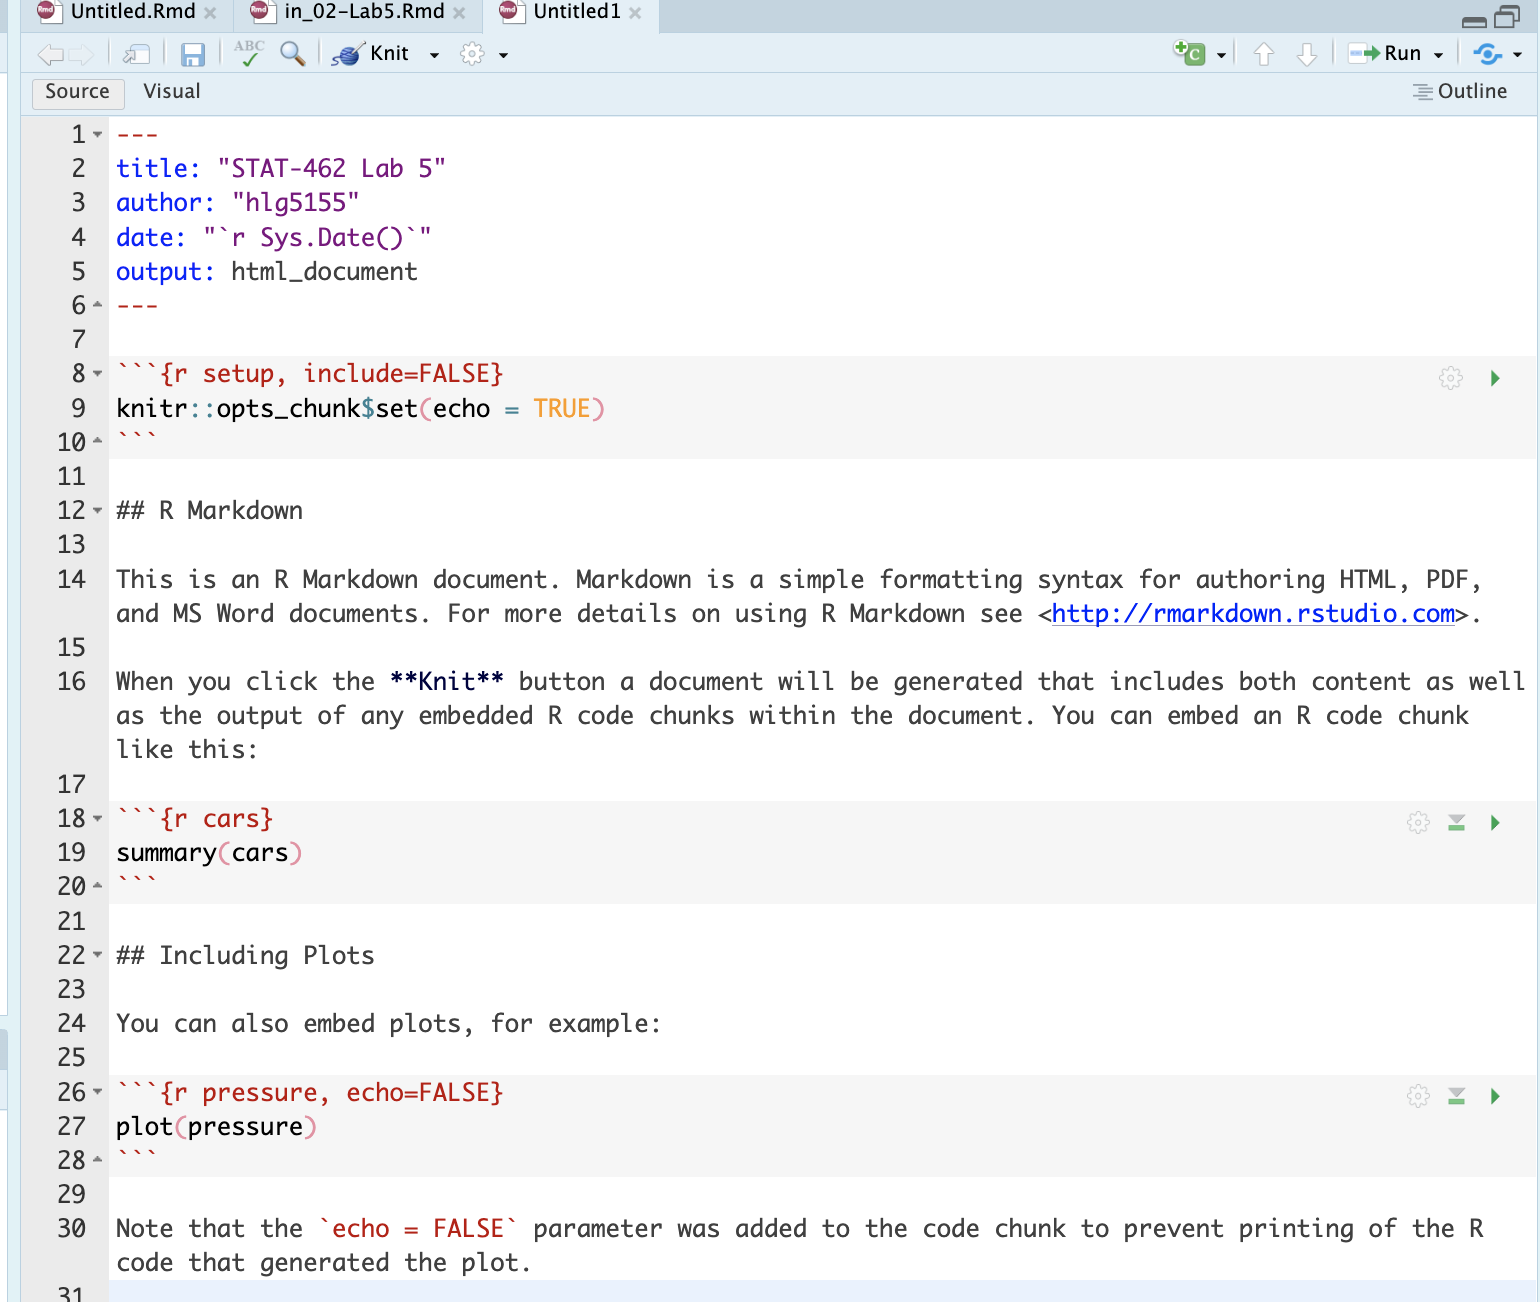 Untitled.Rmd
in_02-Lab5.Rmd
Untitled1
ABC
Knit
Run
Source
Visual
Outline
1 ---
2 title: "STAT-462 Lab 5"
3 author: "hlg5155"
4 date: "`r Sys.Date()`"
5 output: html_document
6 ---
7
8 ```{r setup, include=FALSE}
9 knitr::opts_chunk$set(echo = TRUE)
10 ```
11
12 ## R Markdown
13
14 This is an R Markdown document. Markdown is a simple formatting syntax for authoring HTML, PDF,
and MS Word documents. For more details on using R Markdown see <http://rmarkdown.rstudio.com>.
15
16 When you click the **Knit** button a document will be generated that includes both content as well
as the output of any embedded R code chunks within the document. You can embed an R code chunk
like this:
17
18 ```{r cars}
19 summary(cars)
20 ```
21
22 ## Including Plots
23
24 You can also embed plots, for example:
25
26 ```{r pressure, echo=FALSE}
27 plot(pressure)
28 ```
29
30 Note that the `echo = FALSE` parameter was added to the code chunk to prevent printing of the R
code that generated the plot.
31